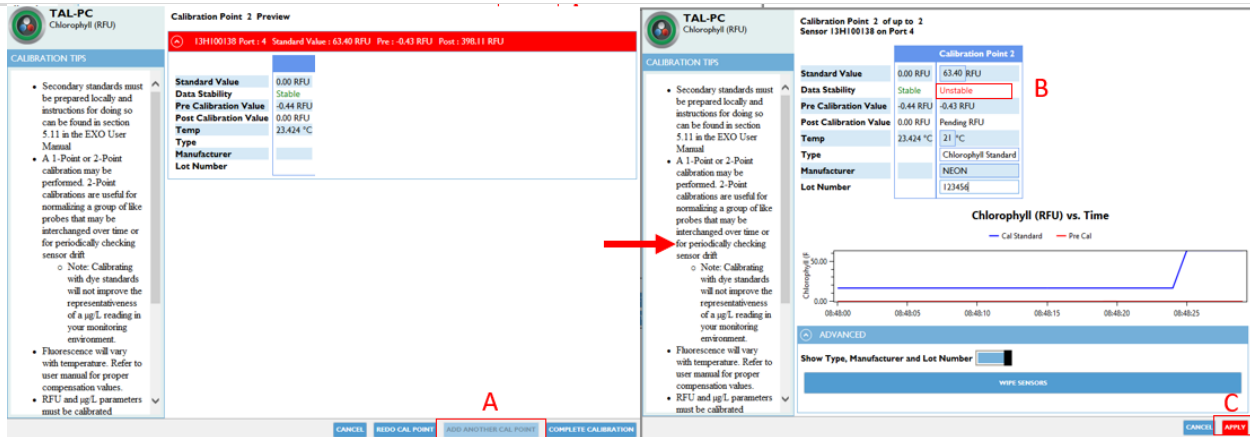 TAL-PC
Chlorophyll (RFU)
CALIBRATION TIPS
• Secondary standards must
be prepared locally and
instructions for doing so
can be found in section
5.11 in the EXO User
Manual
• A 1-Point or 2-Point
calibration may be
performed. 2-Point
calibrations are useful for
normalizing a group of like
probes that may be
interchanged over time or
for periodically checking
sensor drift
o Note: Calibrating
with dye standards
will not improve the
representativeness
of a µg/L reading in
your monitoring
environment.
• Fluorescence will vary
with temperature. Refer to
user manual for proper
compensation values.
• RFU and µg/L parameters
must be calibrated
Calibration Point 2 Preview
13H100138 Port : 4 Standard Value : 63.40 RFU Pre : -0.43 RFU Post : 398.11 RFU
Standard Value 0.00 RFU
Data Stability Stable
Pre Calibration Value -0.44 RFU
Post Calibration Value 0.00 RFU
Temp 23.424 °C
Type
Manufacturer
Lot Number
A
CANCEL REDO CAL POINT ADD ANOTHER CAL POINT COMPLETE CALIBRATION
TAL-PC
Chlorophyll (RFU)
CALIBRATION TIPS
• Secondary standards must
be prepared locally and
instructions for doing so
can be found in section
5.11 in the EXO User
Manual
• A 1-Point or 2-Point
calibration may be
performed. 2-Point
calibrations are useful for
normalizing a group of like
probes that may be
interchanged over time or
for periodically checking
sensor drift
o Note: Calibrating
with dye standards
will not improve the
representativeness
of a µg/L reading in
your monitoring
environment.
• Fluorescence will vary
with temperature. Refer to
user manual for proper
compensation values.
• RFU and µg/L parameters
must be calibrated
Calibration Point 2 of up to 2
Sensor 13H100138 on Port 4
Calibration Point 2
Standard Value 0.00 RFU 63.40 RFU
Data Stability Stable Unstable
B
Pre Calibration Value -0.44 RFU -0.43 RFU
Post Calibration Value 0.00 RFU Pending RFU
Temp 23.424 °C 21 °C
Type Chlorophyll Standard
Manufacturer NEON
Lot Number 123456
Chlorophyll (RFU) vs. Time
Cal Standard Pre Cal
Chlorophyll (F
50.00
0.00
08:48:00 08:48:05 08:48:10 08:48:15 08:48:20 08:48:25
ADVANCED
Show Type, Manufacturer and Lot Number
WIPE SENSORS
C
CANCEL APPLY